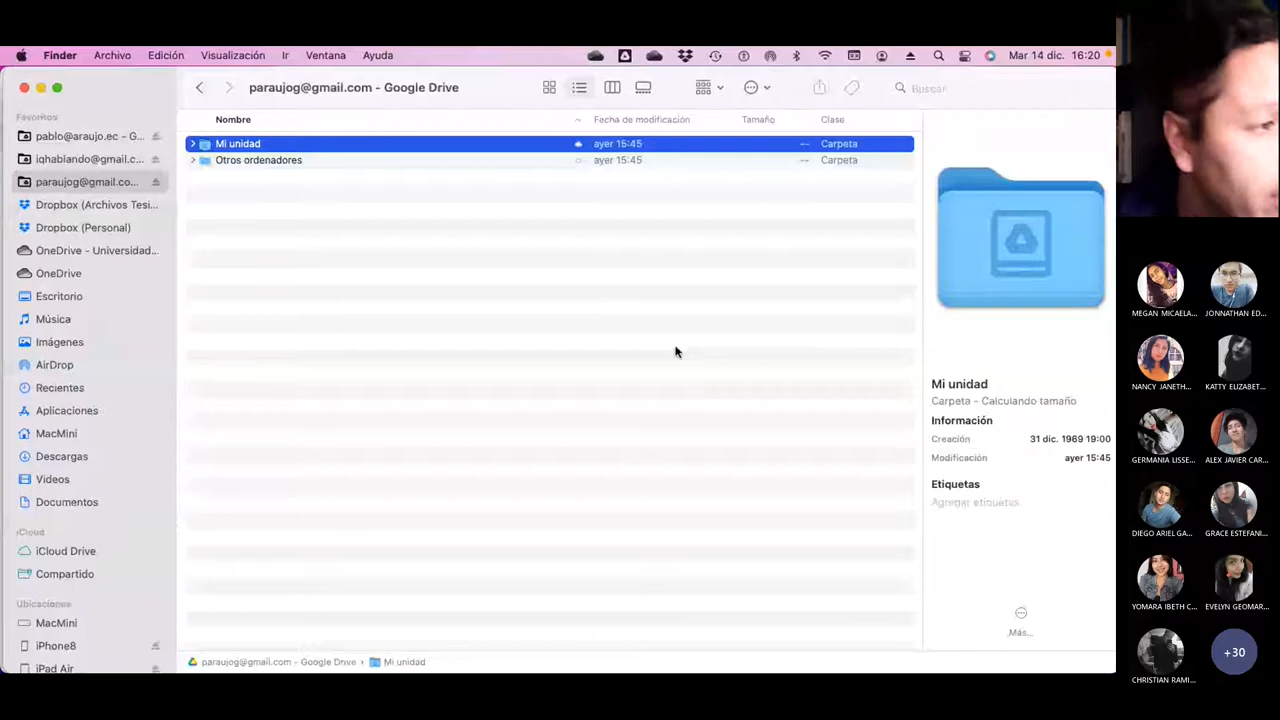 Finder Archivo Edición Visualización Ir Ventana Ayuda Mar 14 dic. 16:20
paraujog@gmail.com - Google Drive Buscar
Favoritos
pablo@araujo.ec - G...
iqhablando@gmail.c...
paraujog@gmail.co...
Dropbox (Archivos Tesi...
Dropbox (Personal)
OneDrive - Universidad...
OneDrive
Escritorio
Música
Imágenes
AirDrop
Recientes
Aplicaciones
MacMini
Descargas
Videos
Documentos
iCloud
iCloud Drive
Compartido
Ubicaciones
MacMini
iPhone8
iPad Air
Nombre Fecha de modificación Tamaño Clase
Mi unidad ayer 15:45 -- Carpeta
Otros ordenadores ayer 15:45 -- Carpeta
Mi unidad
Carpeta - Calculando tamaño
Información
Creación 31 dic. 1969 19:00
Modificación ayer 15:45
Etiquetas
Agregar etiquetas
Más...
paraujog@gmail.com - Google Drive › Mi unidad
MEGAN MICAELA... JONNATHAN ED...
NANCY JANETH... KATTY ELIZABET...
GERMANIA LISSE... ALEX JAVIER CAR...
DIEGO ARIEL GA... GRACE ESTEFANI...
YOMARA IBETH C... EVELYN GEOMAR...
CHRISTIAN RAMI... +30